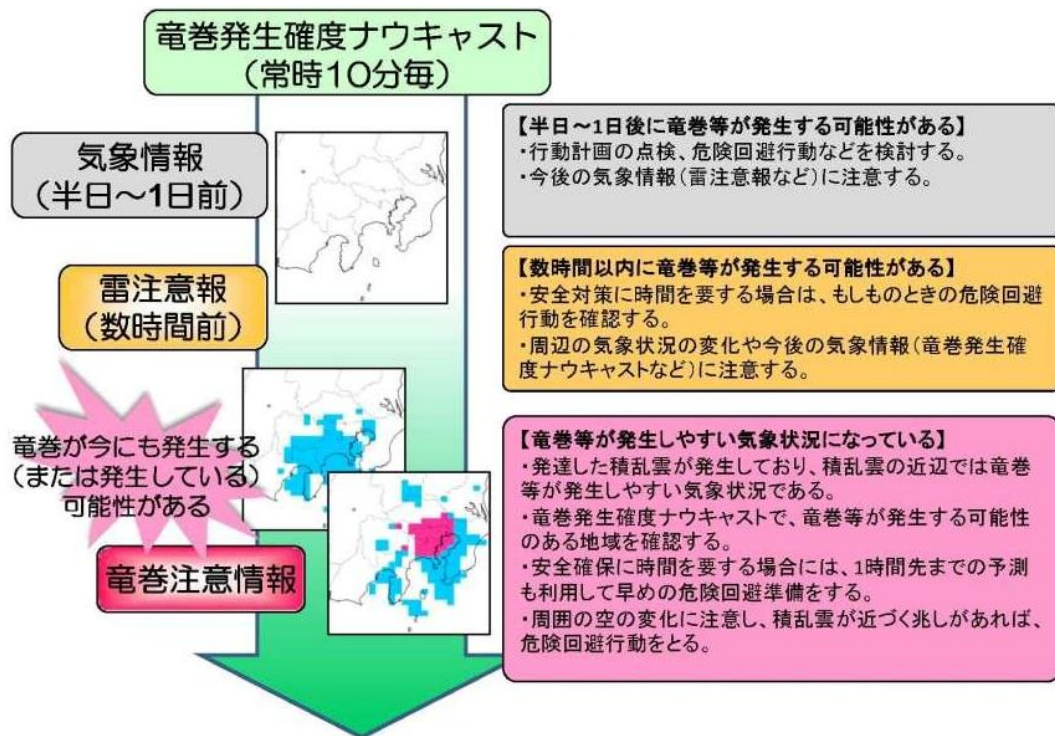 竜巻発生確度ナウキャスト
(常時10分毎)
気象情報
(半日～1日前)
【半日～1日後に竜巻等が発生する可能性がある】
・行動計画の点検、危険回避行動などを検討する。
・今後の気象情報(雷注意報など)に注意する。
雷注意報
(数時間前)
【数時間以内に竜巻等が発生する可能性がある】
・安全対策に時間を要する場合は、もしものときの危険回避
行動を確認する。
・周辺の気象状況の変化や今後の気象情報(竜巻発生確
度ナウキャストなど)に注意する。
竜巻が今にも発生する
(または発生している)
可能性がある
竜巻注意情報
【竜巻等が発生しやすい気象状況になっている】
・発達した積乱雲が発生しており、積乱雲の近辺では竜巻
等が発生しやすい気象状況である。
・竜巻発生確度ナウキャストで、竜巻等が発生する可能性
のある地域を確認する。
・安全確保に時間を要する場合には、1時間先までの予測
も利用して早めの危険回避準備をする。
・周囲の空の変化に注意し、積乱雲が近づく兆しがあれば、
危険回避行動をとる。